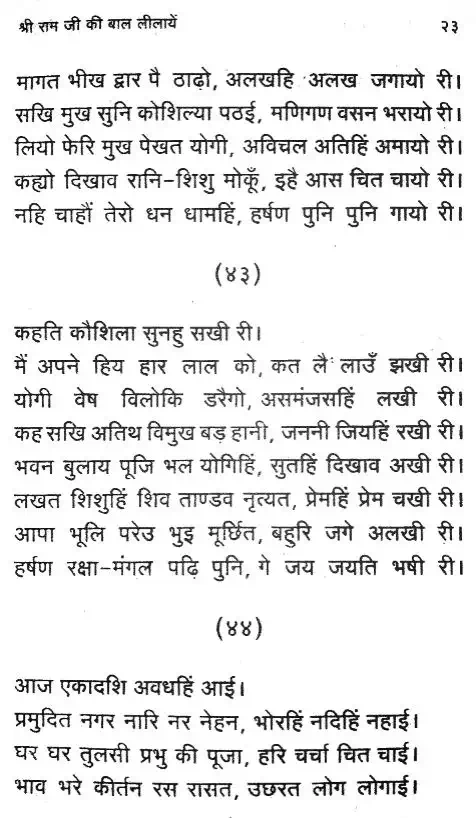 श्री राम जी की बाल लीलायें २३
मागत भीख द्वार पै ठाढ़ो, अलखहि अलख जगायो री।
सखि मुख सुनि कोशिल्या पठई, मणिगण वसन भरायो री।
लियो फेरि मुख पेखत योगी, अविचल अतिहिं अमायो री।
कह्यो दिखाव रानि-शिशु मोकूँ, इहै आस चित चायो री।
नहि चाहौं तेरो धन धामहिं, हर्षण पुनि पुनि गायो री।
(४३)
कहति कौशिला सुनहु सखी री।
मैं अपने हिय हार लाल को, कत लै लाउँ झखी री।
योगी वेष विलोकि डरैगो, असमंजसहिं लखी री।
कह सखि अतिथ विमुख बड़ हानी, जननी जियहिं रखी री।
भवन बुलाय पूजि भल योगिहिं, सुतहिं दिखाव अखी री।
लखत शिशुहिं शिव ताण्डव नृत्यत, प्रेमहिं प्रेम चखी री।
आपा भूलि परेउ भुइ मूर्छित, बहुरि जगे अलखी री।
हर्षण रक्षा-मंगल पढ़ि पुनि, गे जय जयति भषी री।
(४४)
आज एकादशि अवधहिं आई।
प्रमुदित नगर नारि नर नेहन, भोरहिं नदिहिं नहाई।
घर घर तुलसी प्रभु की पूजा, हरि चर्चा चित चाई।
भाव भरे कीर्तन रस रासत, उछरत लोग लोगाई।